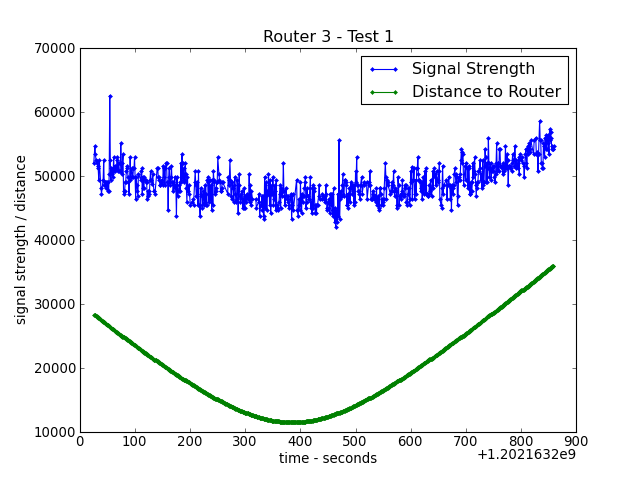 Router 3 - Test 1
70000
60000
50000
40000
30000
20000
10000
signal strength / distance
Signal Strength
Distance to Router
0 100 200 300 400 500 600 700 800 900
time - seconds
+1.2021632e9